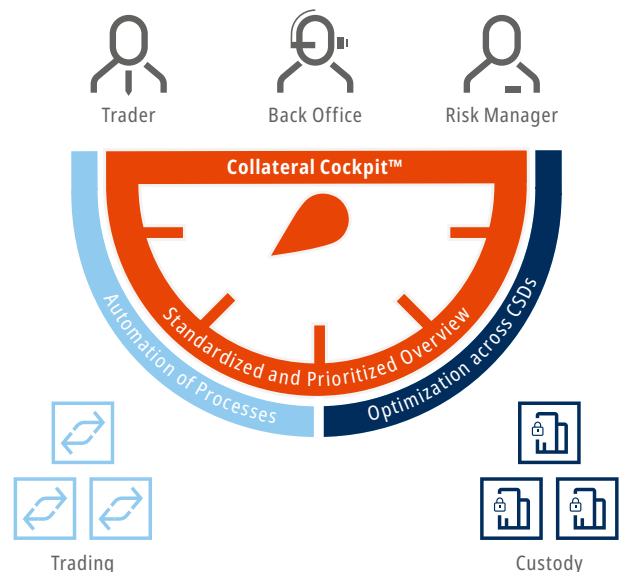 Trader
Back Office
Risk Manager
Collateral Cockpit™
Standardized and Prioritized Overview
Automation of Processes
Optimization across CSDs
Trading
Custody